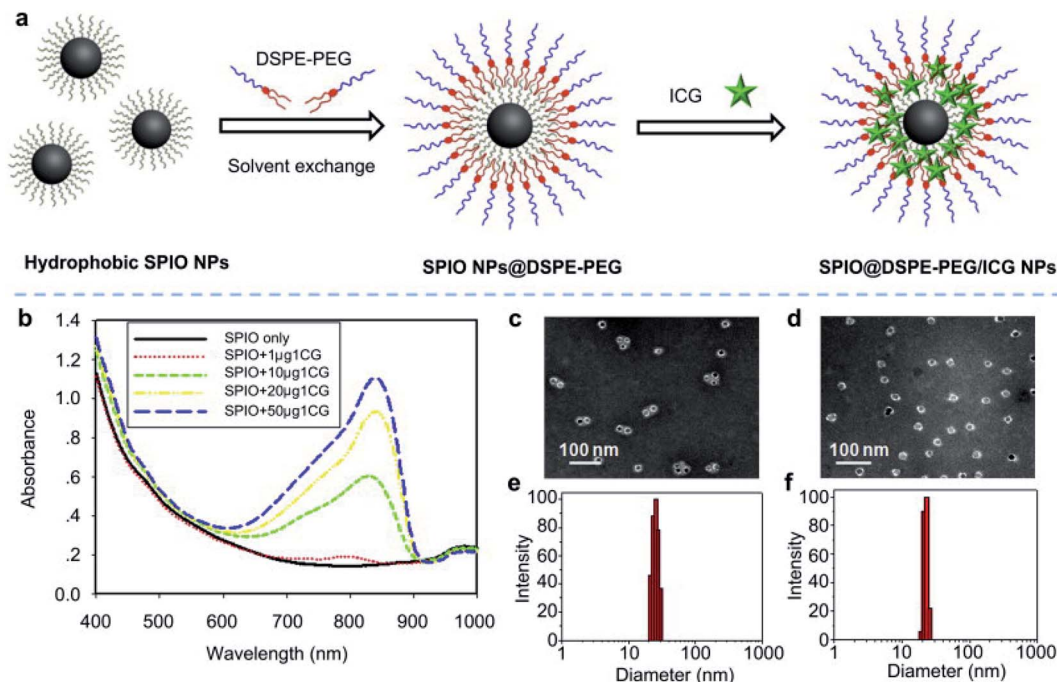 a
DSPE-PEG
ICG
Solvent exchange
Hydrophobic SPIO NPs
SPIO NPs@DSPE-PEG
SPIO@DSPE-PEG/ICG NPs
b
1.4
1.2
1.0
.8
.6
.4
.2
0.0
Absorbance
SPIO only
SPIO+1μg1CG
SPIO+10μg1CG
SPIO+20μg1CG
SPIO+50μg1CG
400 500 600 700 800 900 1000
Wavelength (nm)
c
100 nm
d
100 nm
e
100
80
60
40
20
0
Intensity
1 10 100 1000
Diameter (nm)
f
100
80
60
40
20
0
Intensity
1 10 100 1000
Diameter (nm)